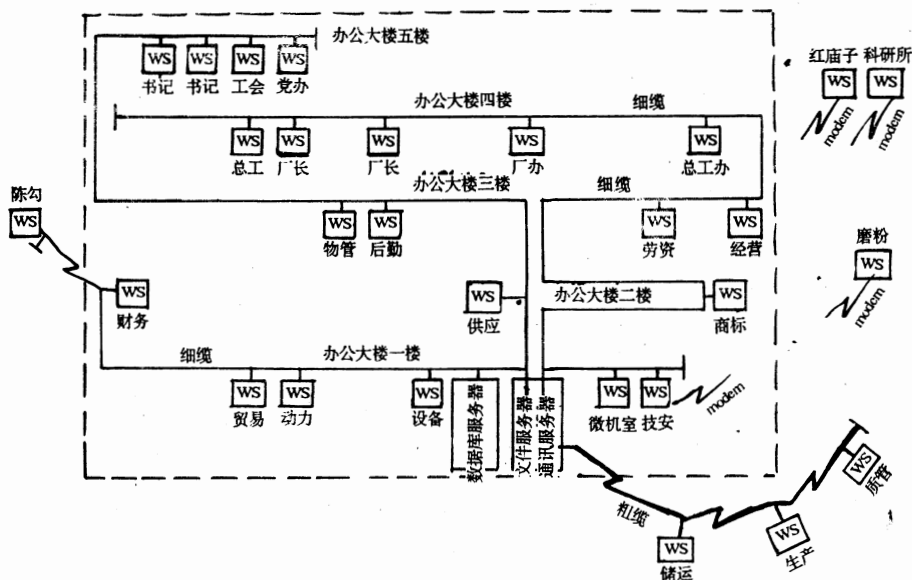 办公大楼五楼
WS WS WS WS
书记 书记 工会 党办
红庙子 科研所
WS WS
modem modem
办公大楼四楼 细缆
WS WS WS WS WS
总工 厂长 厂长 厂办 总工办
办公大楼三楼 细缆
陈勾
WS
WS WS WS WS
物管 后勤 劳资 经营
磨粉
WS
modem
WS
财务
WS
供应
办公大楼二楼
WS
商标
细缆 办公大楼一楼
WS WS WS WS WS
贸易 动力 设备 微机室 技安
modem
数据库服务器
文件服务器
通讯服务器
粗缆
WS
储运
WS
生产
WS
质管